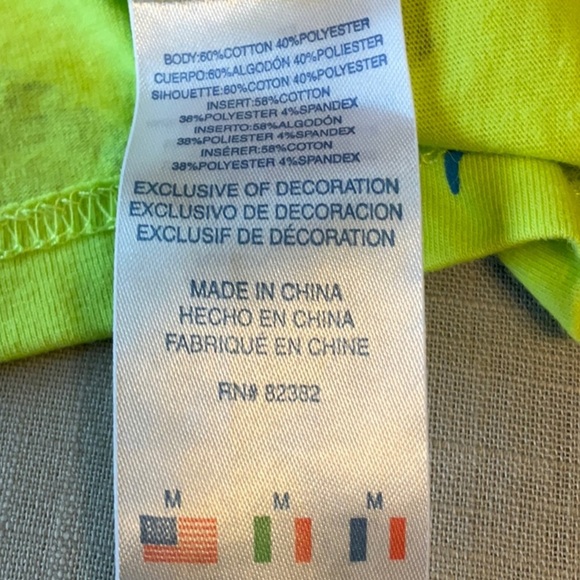 BODY:60%COTTON 40%POLYESTER
CUERPO:60%ALGODÓN 40%POLIESTER
SIHOUETTE:60% COTON 40%POLYESTER
INSERT:58%COTTON
38%POLYESTER 4%SPANDEX
INSERTO:58%ALGODÓN
38%POLIESTER 4%SPANDEX
INSÉRER:58%COTON
38%POLYESTER 4%SPANDEX
EXCLUSIVE OF DECORATION
EXCLUSIVO DE DECORACION
EXCLUSIF DE DÉCORATION
MADE IN CHINA
HECHO EN CHINA
FABRIQUÉ EN CHINE
RN# 82382
M M M